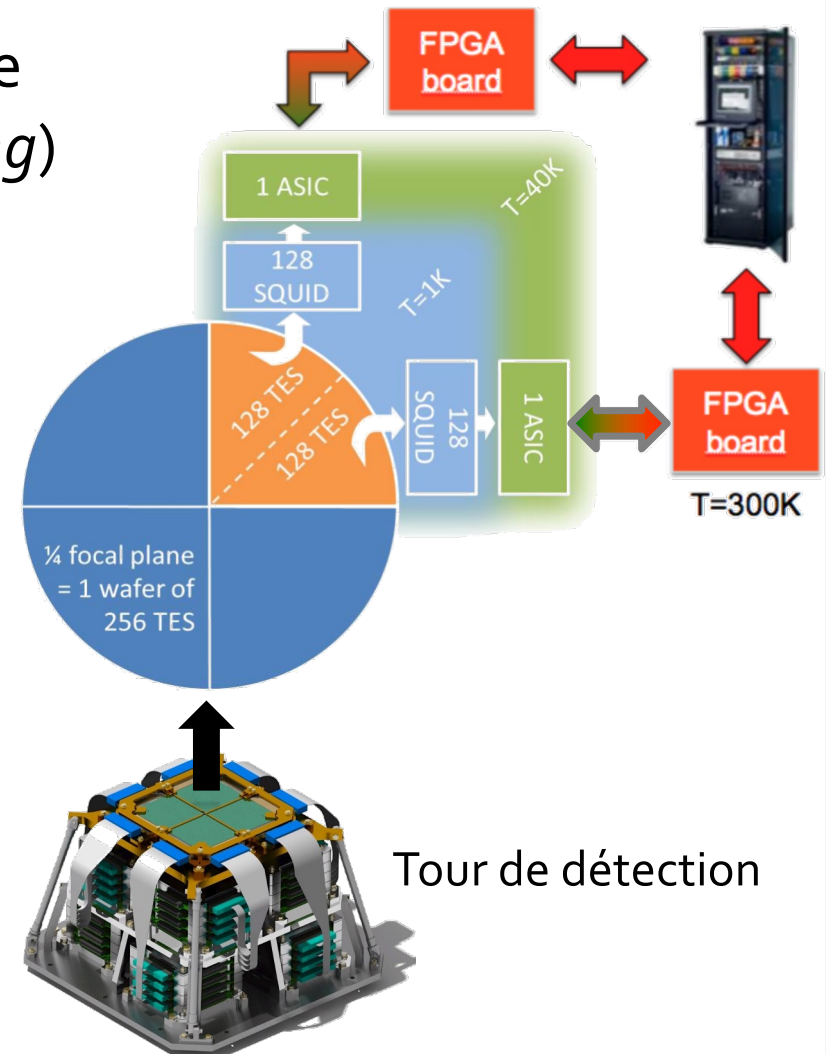 e
g)
FPGA
board
1 ASIC
T=40K
128
SQUID
T=1K
128 TES
128 TES
128
SQUID
1 ASIC
FPGA
board
T=300K
¼ focal plane
= 1 wafer of
256 TES
Tour de détection